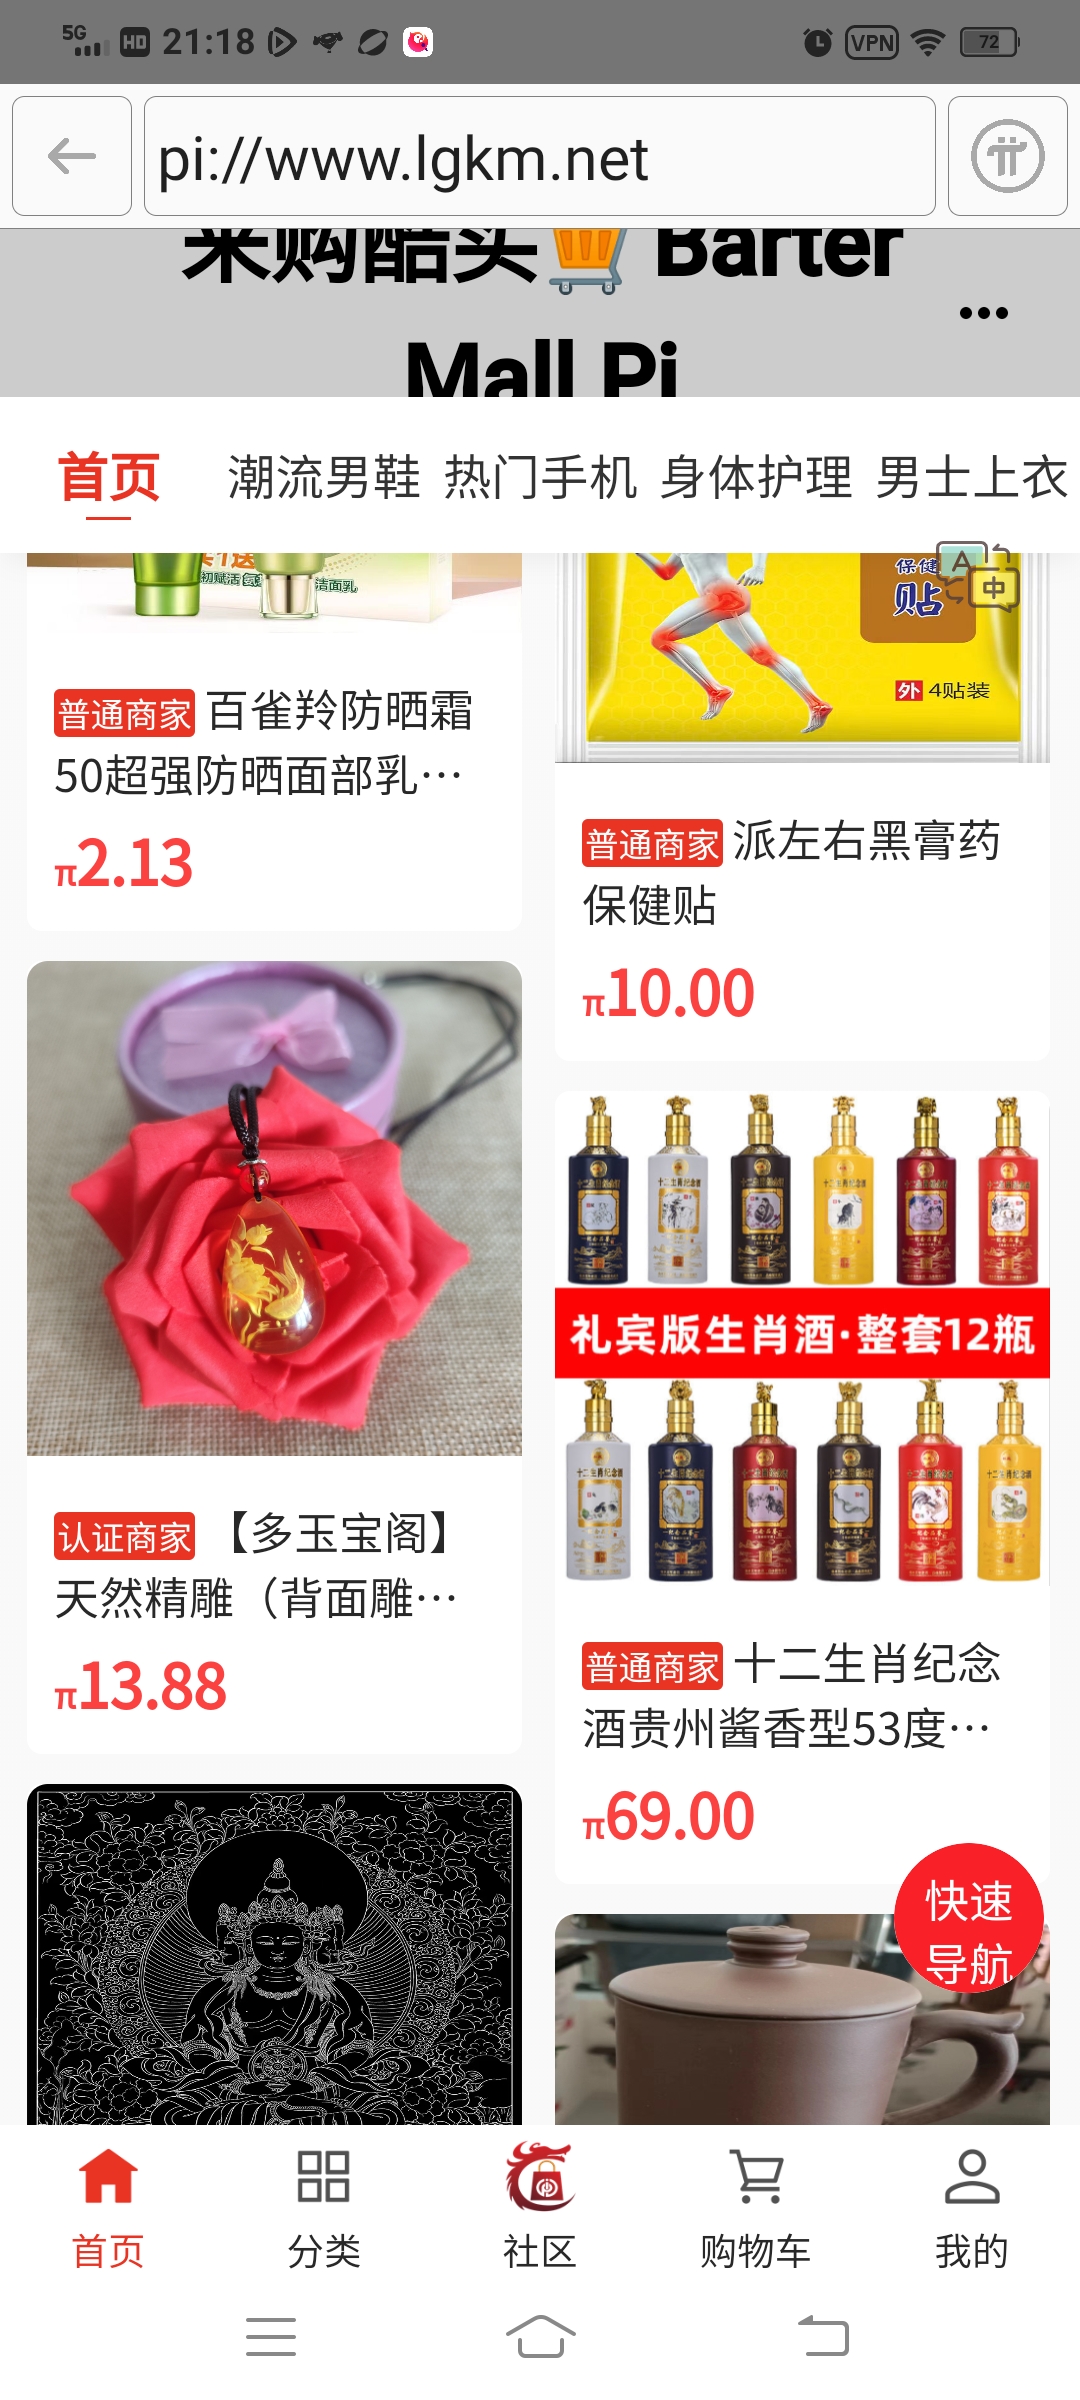 5G HD 21:18 VPN 72
pi://www.lgkm.net
来购酷买🛒 Barter
Mall Pi
首页 潮流男鞋 热门手机 身体护理 男士上衣
洁面乳
保健
贴
A
中
外 4贴装
普通商家 百雀羚防晒霜
50超强防晒面部乳…
π2.13
普通商家 派左右黑膏药
保健贴
π10.00
礼宾版生肖酒·整套12瓶
认证商家 【多玉宝阁】
天然精雕（背面雕…
π13.88
普通商家 十二生肖纪念
酒贵州酱香型53度…
π69.00
快速
导航
首页 分类 社区 购物车 我的